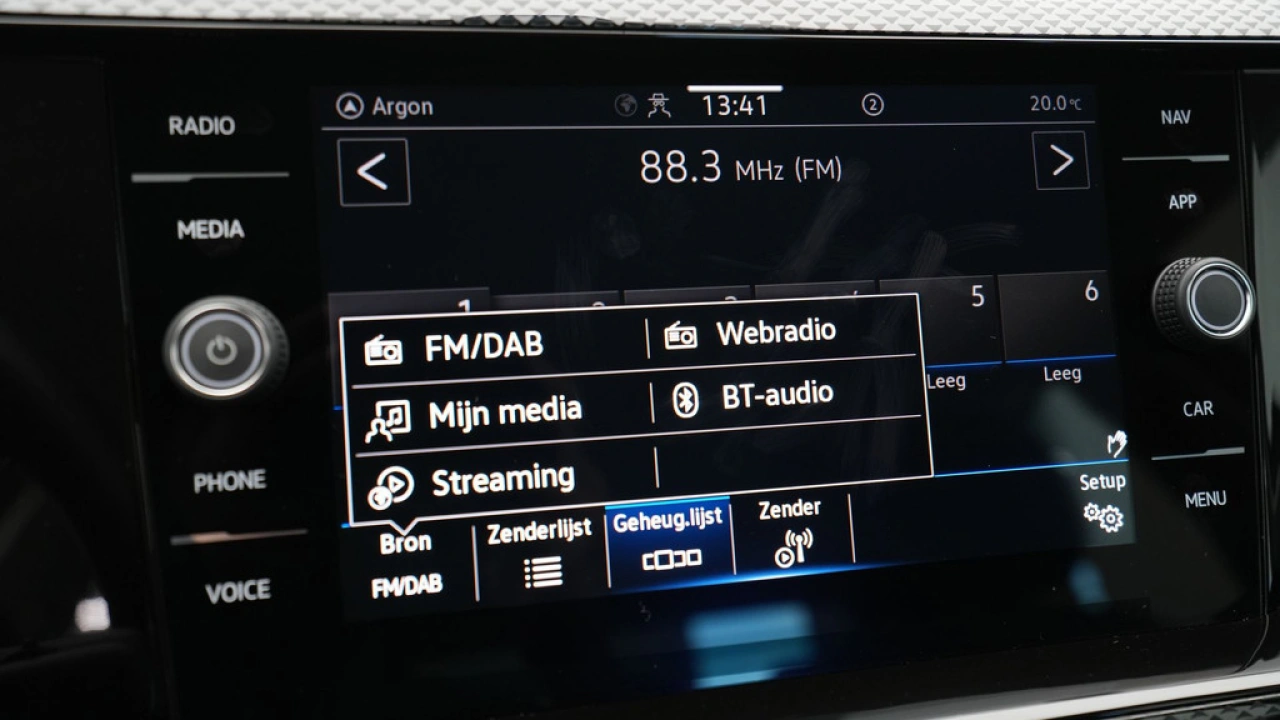 RADIO
MEDIA
PHONE
VOICE
Argon
13:41
2
20.0°C
88.3 MHz (FM)
1
5
6
FM/DAB
Webradio
Mijn media
BT-audio
Streaming
Leeg
Leeg
Bron
FM/DAB
Zenderlijst
Geheug.lijst
Zender
Setup
NAV
APP
CAR
MENU